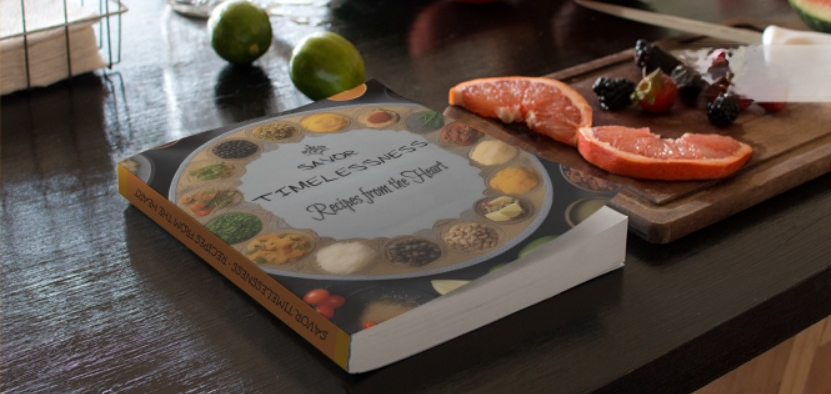 SAVOR
TIMELESSNESS
Recipes from the Heart
SAVOR TIMELESSNESS: RECIPES FROM THE HEART